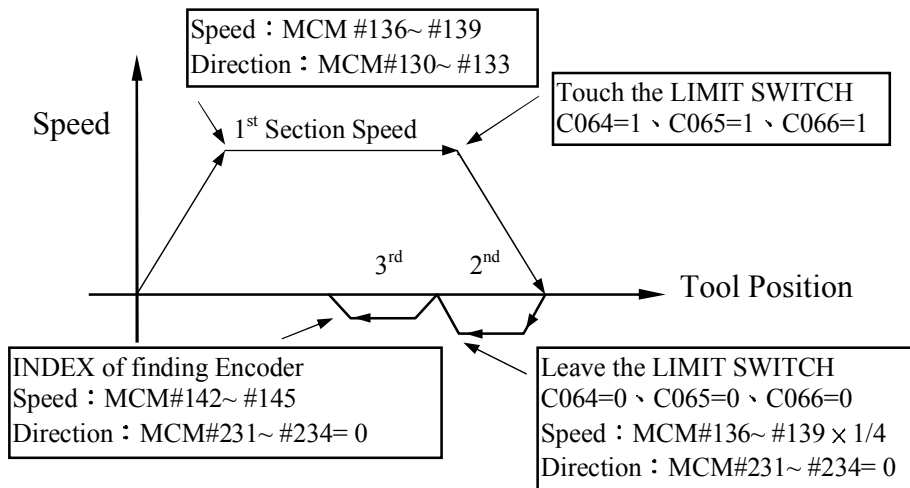 Speed：MCM #136~ #139
Direction：MCM#130~ #133
Touch the LIMIT SWITCH
C064=1、C065=1、C066=1
Speed
1st Section Speed
3rd
2nd
Tool Position
INDEX of finding Encoder
Speed：MCM#142~ #145
Direction：MCM#231~ #234= 0
Leave the LIMIT SWITCH
C064=0、C065=0、C066=0
Speed：MCM#136~ #139 × 1/4
Direction：MCM#231~ #234= 0